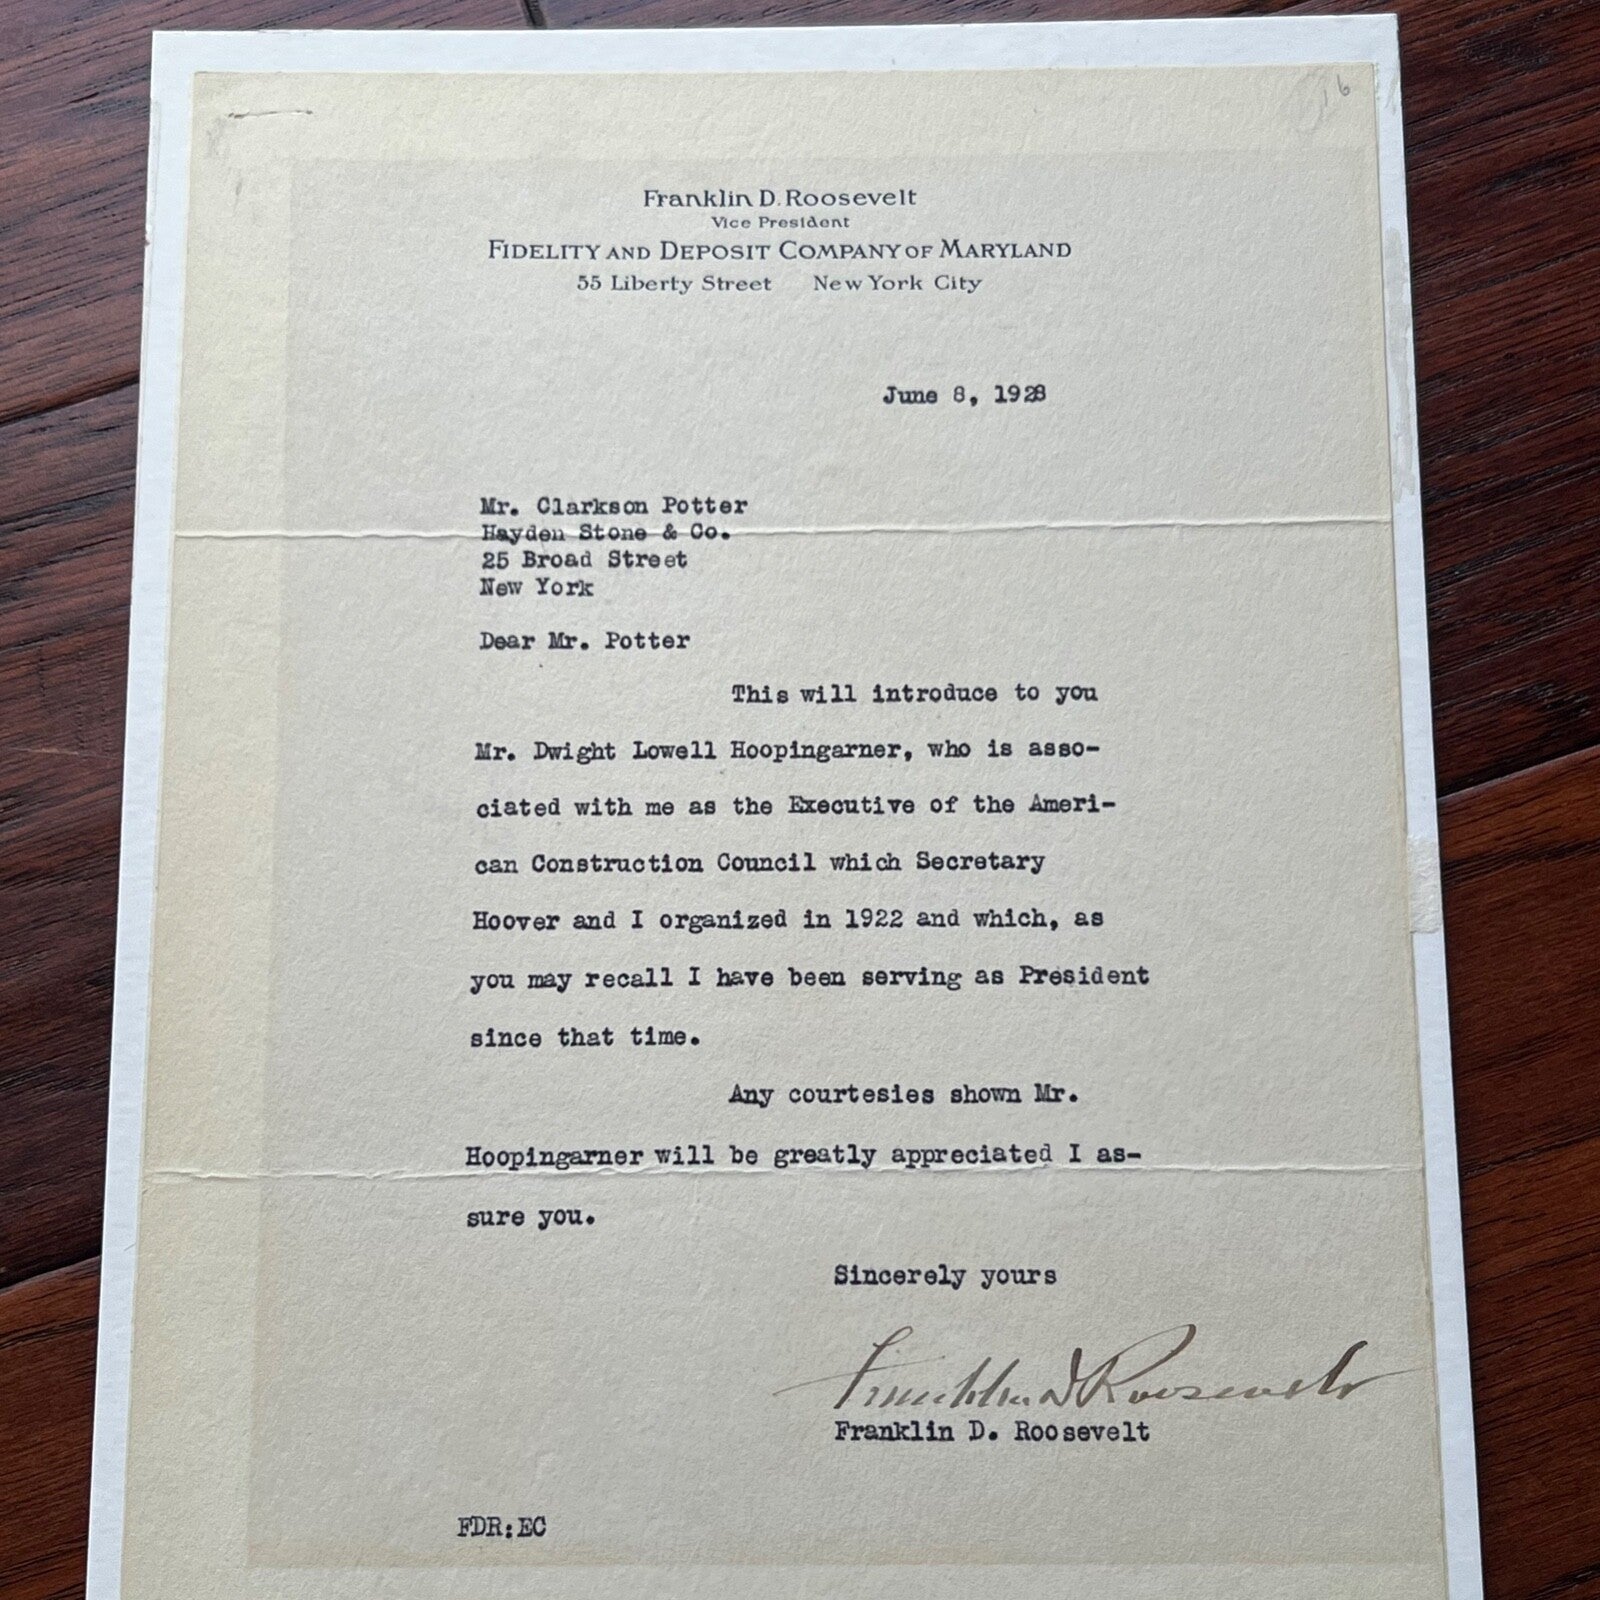 16
Franklin D. Roosevelt
Vice President
FIDELITY AND DEPOSIT COMPANY OF MARYLAND
55 Liberty Street New York City
June 8, 1928
Mr. Clarkson Potter
Hayden Stone & Co.
25 Broad Street
New York
Dear Mr. Potter
This will introduce to you
Mr. Dwight Lowell Hoopingarner, who is asso-
ciated with me as the Executive of the Ameri-
can Construction Council which Secretary
Hoover and I organized in 1922 and which, as
you may recall I have been serving as President
since that time.
Any courtesies shown Mr.
Hoopingarner will be greatly appreciated I as-
sure you.
Sincerely yours
Franklin D Roosevelt
Franklin D. Roosevelt
FDR:EC